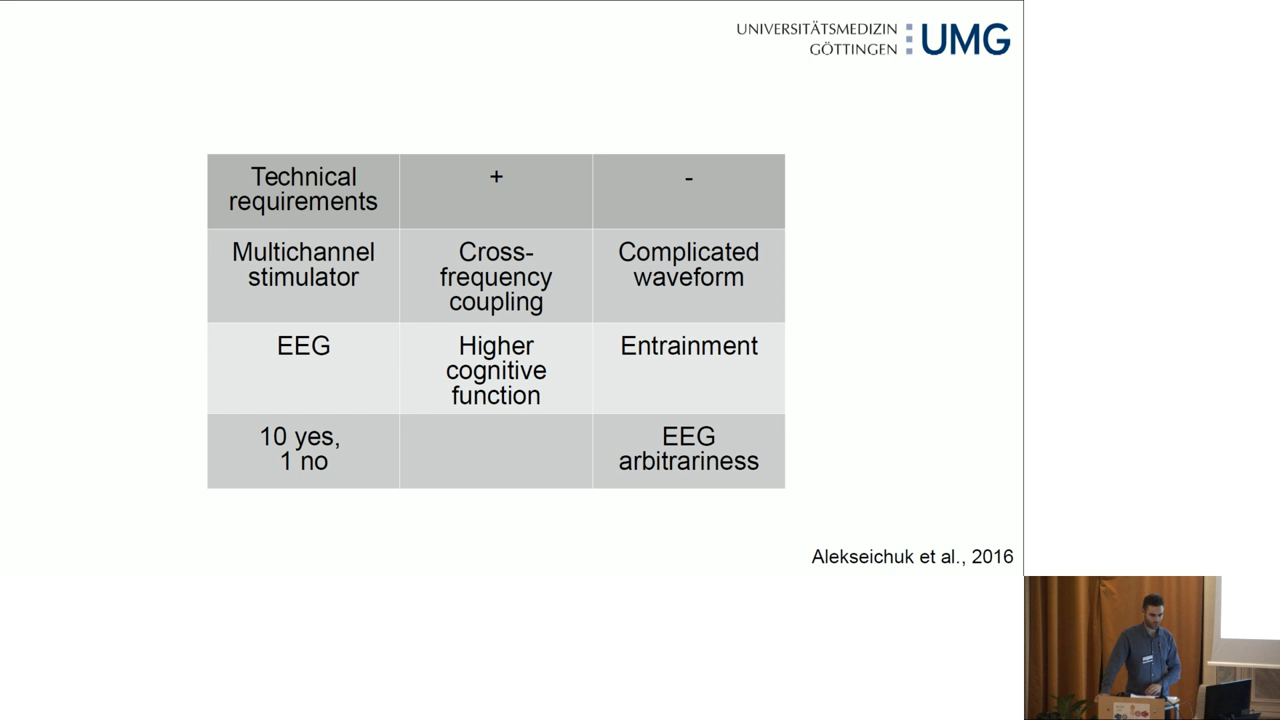 UNIVERSITÄTSMEDIZIN
GÖTTINGEN
UMG
Technical
requirements
+
-
Multichannel
stimulator
Cross-
frequency
coupling
Complicated
waveform
EEG
Higher
cognitive
function
Entrainment
10 yes,
1 no
EEG
arbitrariness
Alekseichuk et al., 2016